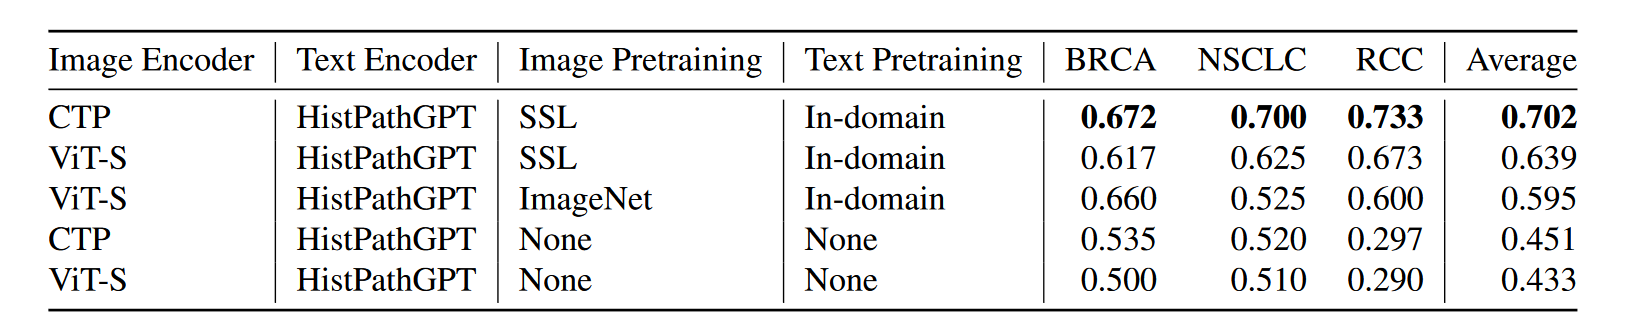 Image Encoder Text Encoder Image Pretraining Text Pretraining BRCA NSCLC RCC Average
CTP HistPathGPT SSL In-domain 0.672 0.700 0.733 0.702
ViT-S HistPathGPT SSL In-domain 0.617 0.625 0.673 0.639
ViT-S HistPathGPT ImageNet In-domain 0.660 0.525 0.600 0.595
CTP HistPathGPT None None 0.535 0.520 0.297 0.451
ViT-S HistPathGPT None None 0.500 0.510 0.290 0.433